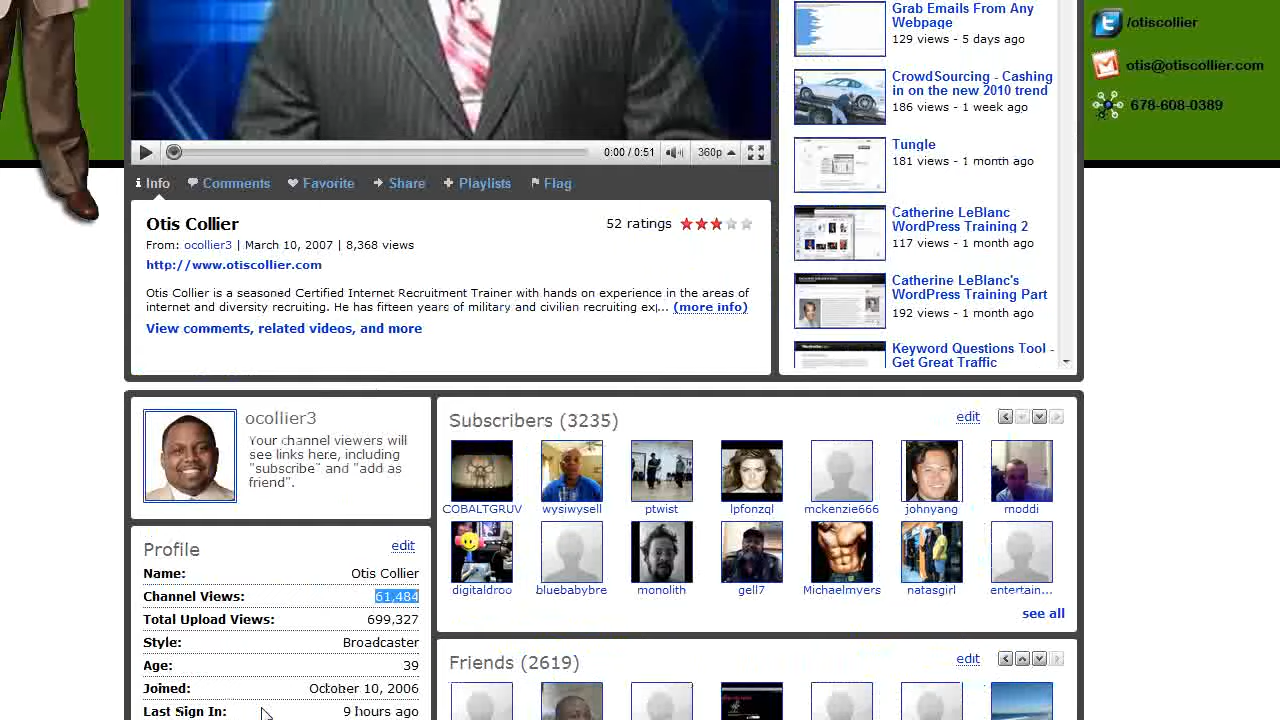 Grab Emails From Any
Webpage
129 views - 5 days ago
CrowdSourcing - Cashing
in on the new 2010 trend
186 views - 1 week ago
Tungle
181 views - 1 month ago
Catherine LeBlanc
WordPress Training 2
117 views - 1 month ago
Catherine LeBlanc's
WordPress Training Part
192 views - 1 month ago
Keyword Questions Tool -
Get Great Traffic
/otiscollier
otis@otiscollier.com
678-608-0389
0:00 / 0:51
360p
Info
Comments
Favorite
Share
Playlists
Flag
Otis Collier
52 ratings
From: ocollier3 | March 10, 2007 | 8,368 views
http://www.otiscollier.com
Otis Collier is a seasoned Certified Internet Recruitment Trainer with hands on experience in the areas of
internet and diversity recruiting. He has fifteen years of military and civilian recruiting ex|... (more info)
View comments, related videos, and more
ocollier3
Your channel viewers will
see links here, including
"subscribe" and "add as
friend".
Profile
edit
Name: Otis Collier
Channel Views: 61,484
Total Upload Views: 699,327
Style: Broadcaster
Age: 39
Joined: October 10, 2006
Last Sign In: 9 hours ago
Subscribers (3235)
edit
COBALTGRUV wysiwysell ptwist lpfonzql mckenzie666 johnyang moddi
digitaldroo bluebabybre monolith gell7 Michaelmvers natasgirl entertain...
see all
Friends (2619)
edit